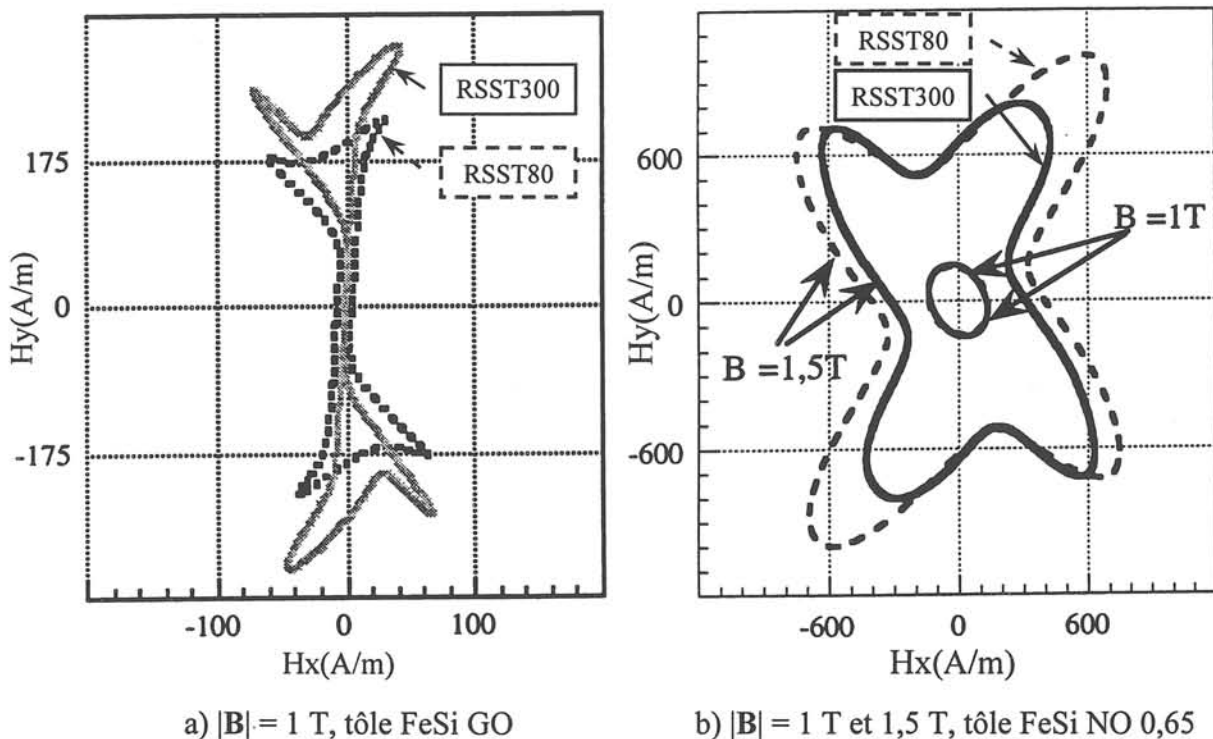 RSST300
RSST80
175
0
-175
Hy(A/m)
-100
0
100
Hx(A/m)
a) |B| = 1 T, tôle FeSi GO
RSST80
RSST300
600
0
-600
Hy(A/m)
B =1T
B =1,5T
-600
0
600
Hx(A/m)
b) |B| = 1 T et 1,5 T, tôle FeSi NO 0,65